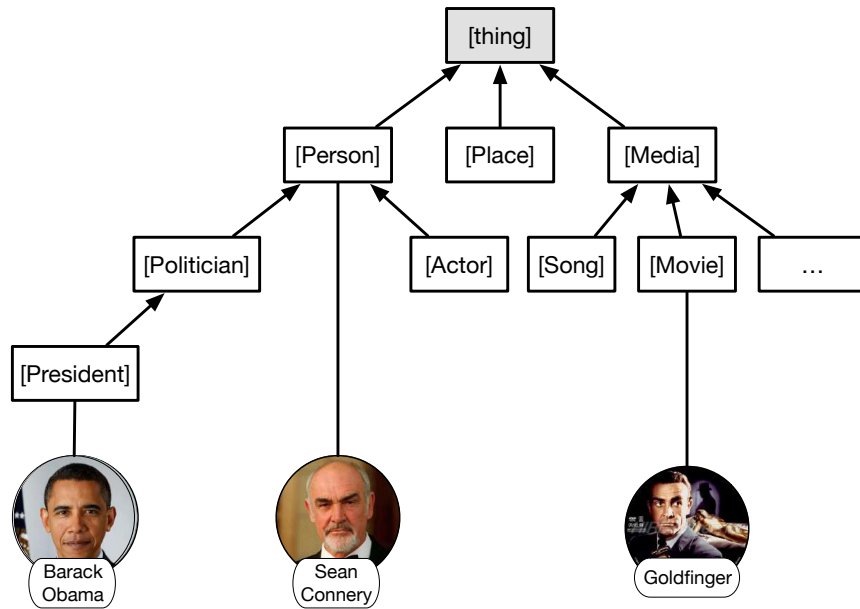 [thing]
[Person]
[Place]
[Media]
[Politician]
[Actor]
[Song]
[Movie]
...
[President]
Barack
Obama
Sean
Connery
Goldfinger